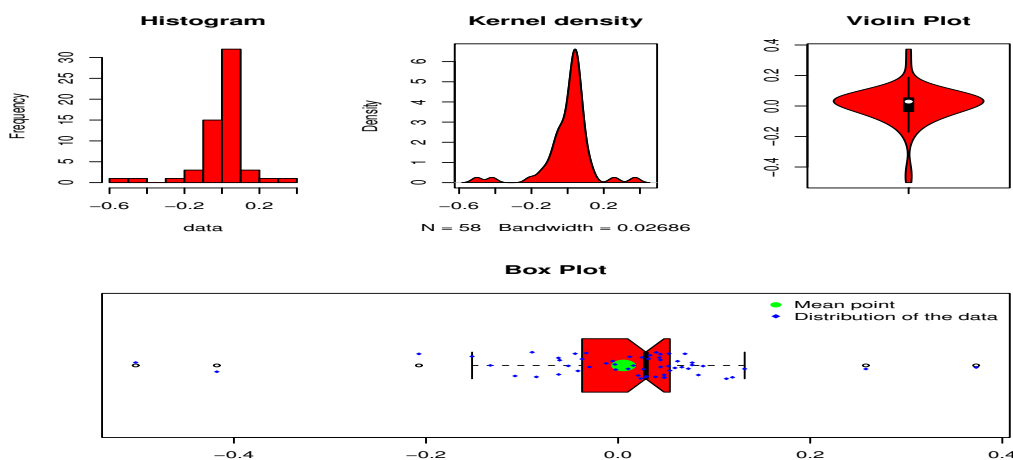 Histogram
Frequency
0 5 15 20 25 30
−0.6 −0.2 0.2
data
Kernel density
Density
0 1 2 3 4 5 6
−0.6 −0.2 0.2
N = 58 Bandwidth = 0.02686
Violin Plot
−0.4 −0.2 0.0 0.2 0.4
Box Plot
Mean point
Distribution of the data
−0.4 −0.2 0.0 0.2 0.4